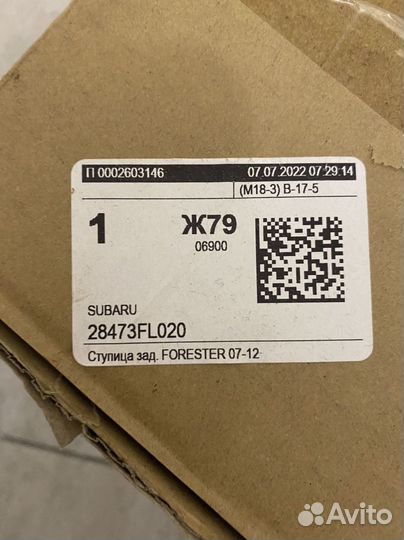 П 0002603146 07.07.2022 07:29:14
(М18-3) В-17-5
1 Ж79
06900
SUBARU
28473FL020
Ступица зад. FORESTER 07-12
Avito